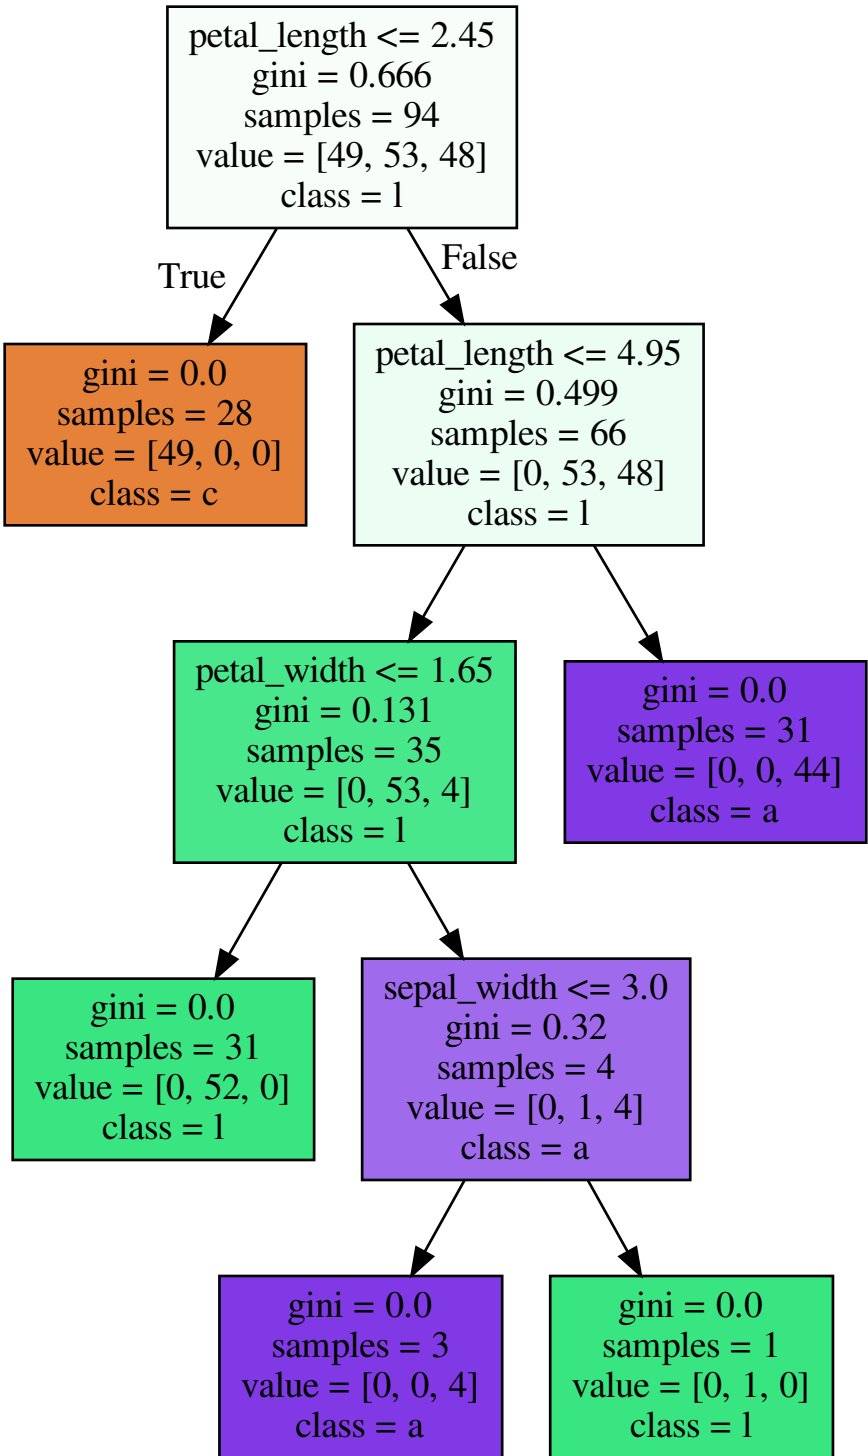 petal_length <= 2.45
gini = 0.666
samples = 94
value = [49, 53, 48]
class = l
True
False
gini = 0.0
samples = 28
value = [49, 0, 0]
class = c
petal_length <= 4.95
gini = 0.499
samples = 66
value = [0, 53, 48]
class = l
petal_width <= 1.65
gini = 0.131
samples = 35
value = [0, 53, 4]
class = l
gini = 0.0
samples = 31
value = [0, 0, 44]
class = a
gini = 0.0
samples = 31
value = [0, 52, 0]
class = l
sepal_width <= 3.0
gini = 0.32
samples = 4
value = [0, 1, 4]
class = a
gini = 0.0
samples = 3
value = [0, 0, 4]
class = a
gini = 0.0
samples = 1
value = [0, 1, 0]
class = l